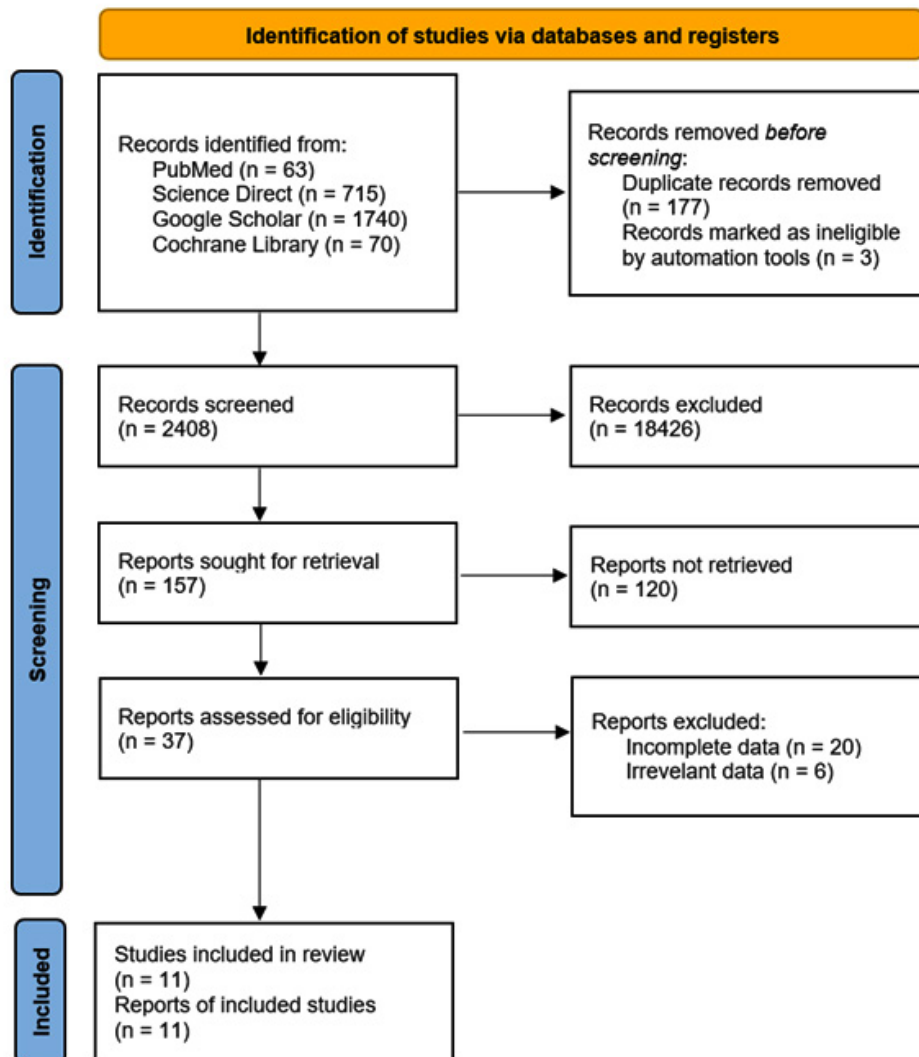 Identification of studies via databases and registers
Identification
Records identified from:
PubMed (n = 63)
Science Direct (n = 715)
Google Scholar (n = 1740)
Cochrane Library (n = 70)
Records removed before
screening:
Duplicate records removed
(n = 177)
Records marked as ineligible
by automation tools (n = 3)
Screening
Records screened
(n = 2408)
Records excluded
(n = 18426)
Reports sought for retrieval
(n = 157)
Reports not retrieved
(n = 120)
Reports assessed for eligibility
(n = 37)
Reports excluded:
Incomplete data (n = 20)
Irrevelant data (n = 6)
Included
Studies included in review
(n = 11)
Reports of included studies
(n = 11)